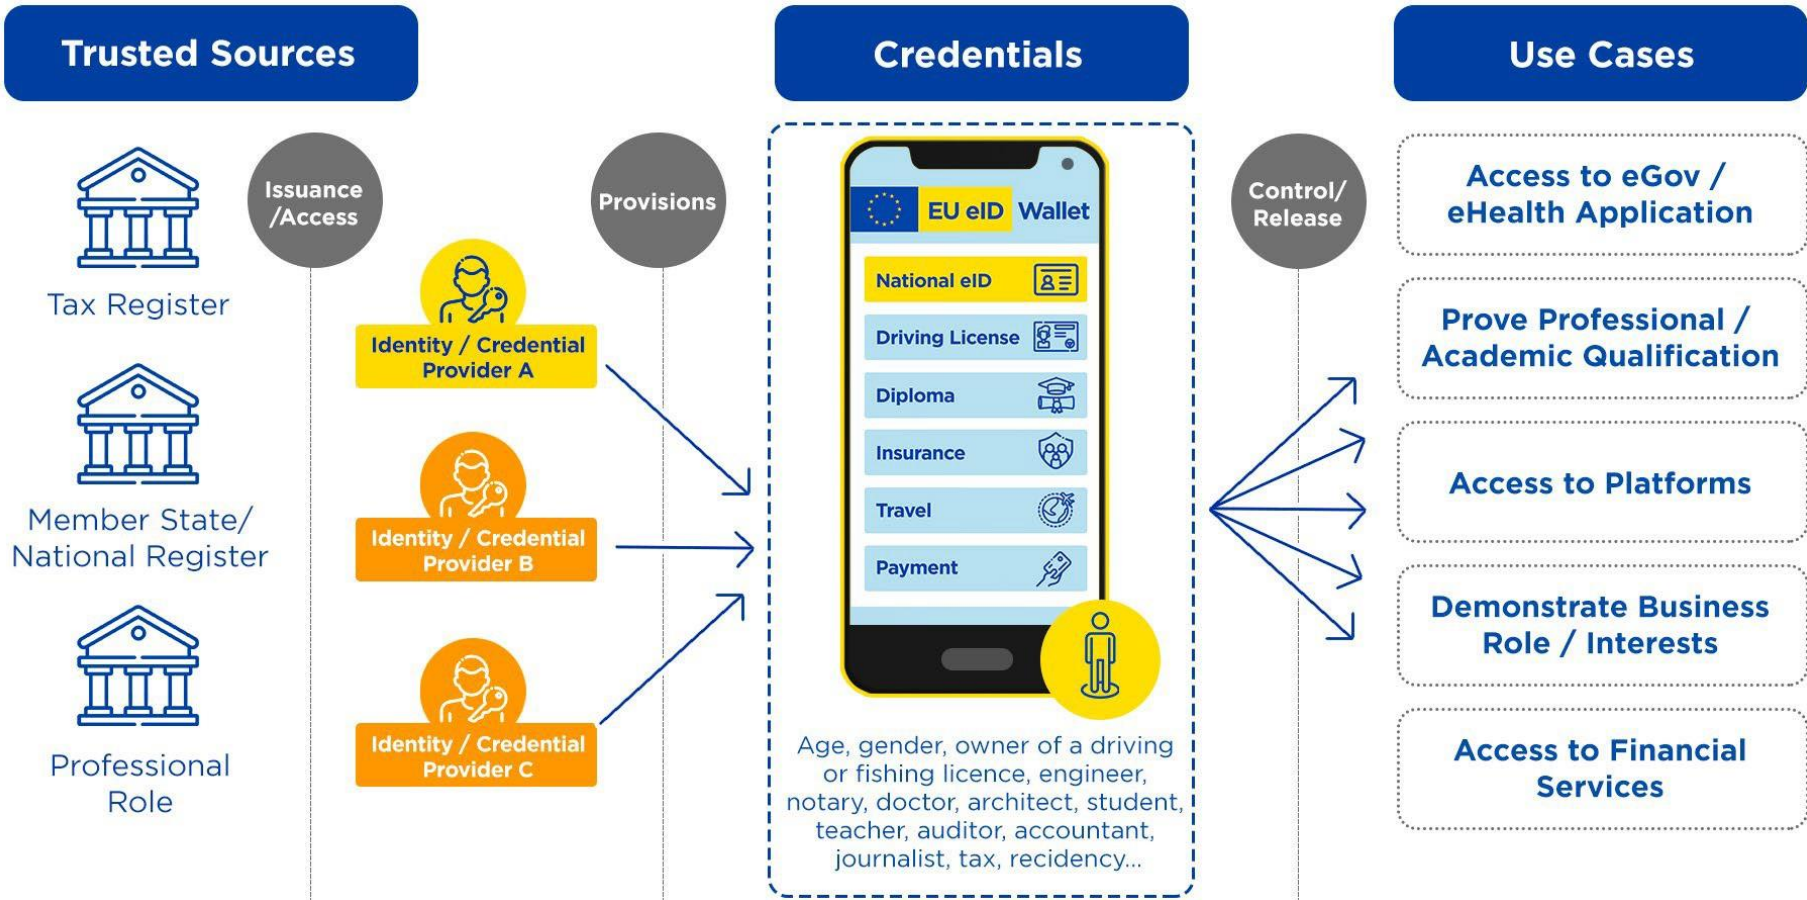 Trusted Sources
Credentials
Use Cases
Tax Register
Member State/
National Register
Professional
Role
Issuance
/Access
Identity / Credential
Provider A
Identity / Credential
Provider B
Identity / Credential
Provider C
Provisions
EU eID Wallet
National eID
Driving License
Diploma
Insurance
Travel
Payment
Age, gender, owner of a driving
or fishing licence, engineer,
notary, doctor, architect, student,
teacher, auditor, accountant,
journalist, tax, recidency...
Control/
Release
Access to eGov /
eHealth Application
Prove Professional /
Academic Qualification
Access to Platforms
Demonstrate Business
Role / Interests
Access to Financial
Services